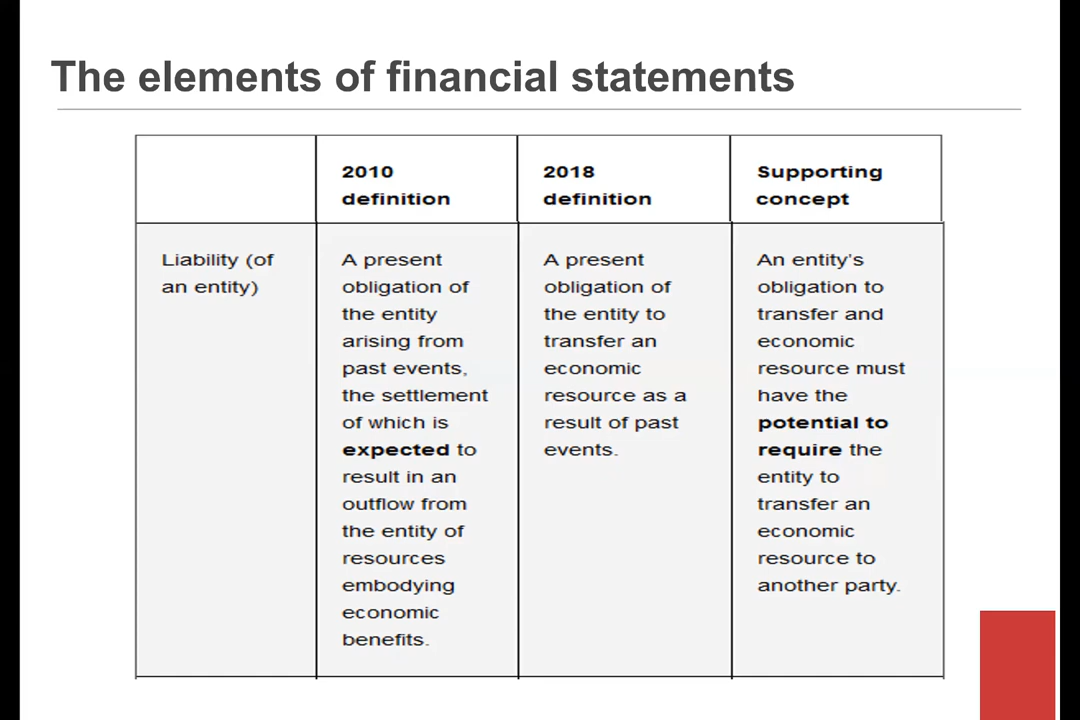 The elements of financial statements
2010
definition
2018
definition
Supporting
concept
Liability (of
an entity)
A present
obligation of
the entity
arising from
past events,
the settlement
of which is
expected to
result in an
outflow from
the entity of
resources
embodying
economic
benefits.
A present
obligation of
the entity to
transfer an
economic
resource as a
result of past
events.
An entity's
obligation to
transfer and
economic
resource must
have the
potential to
require the
entity to
transfer an
economic
resource to
another party.